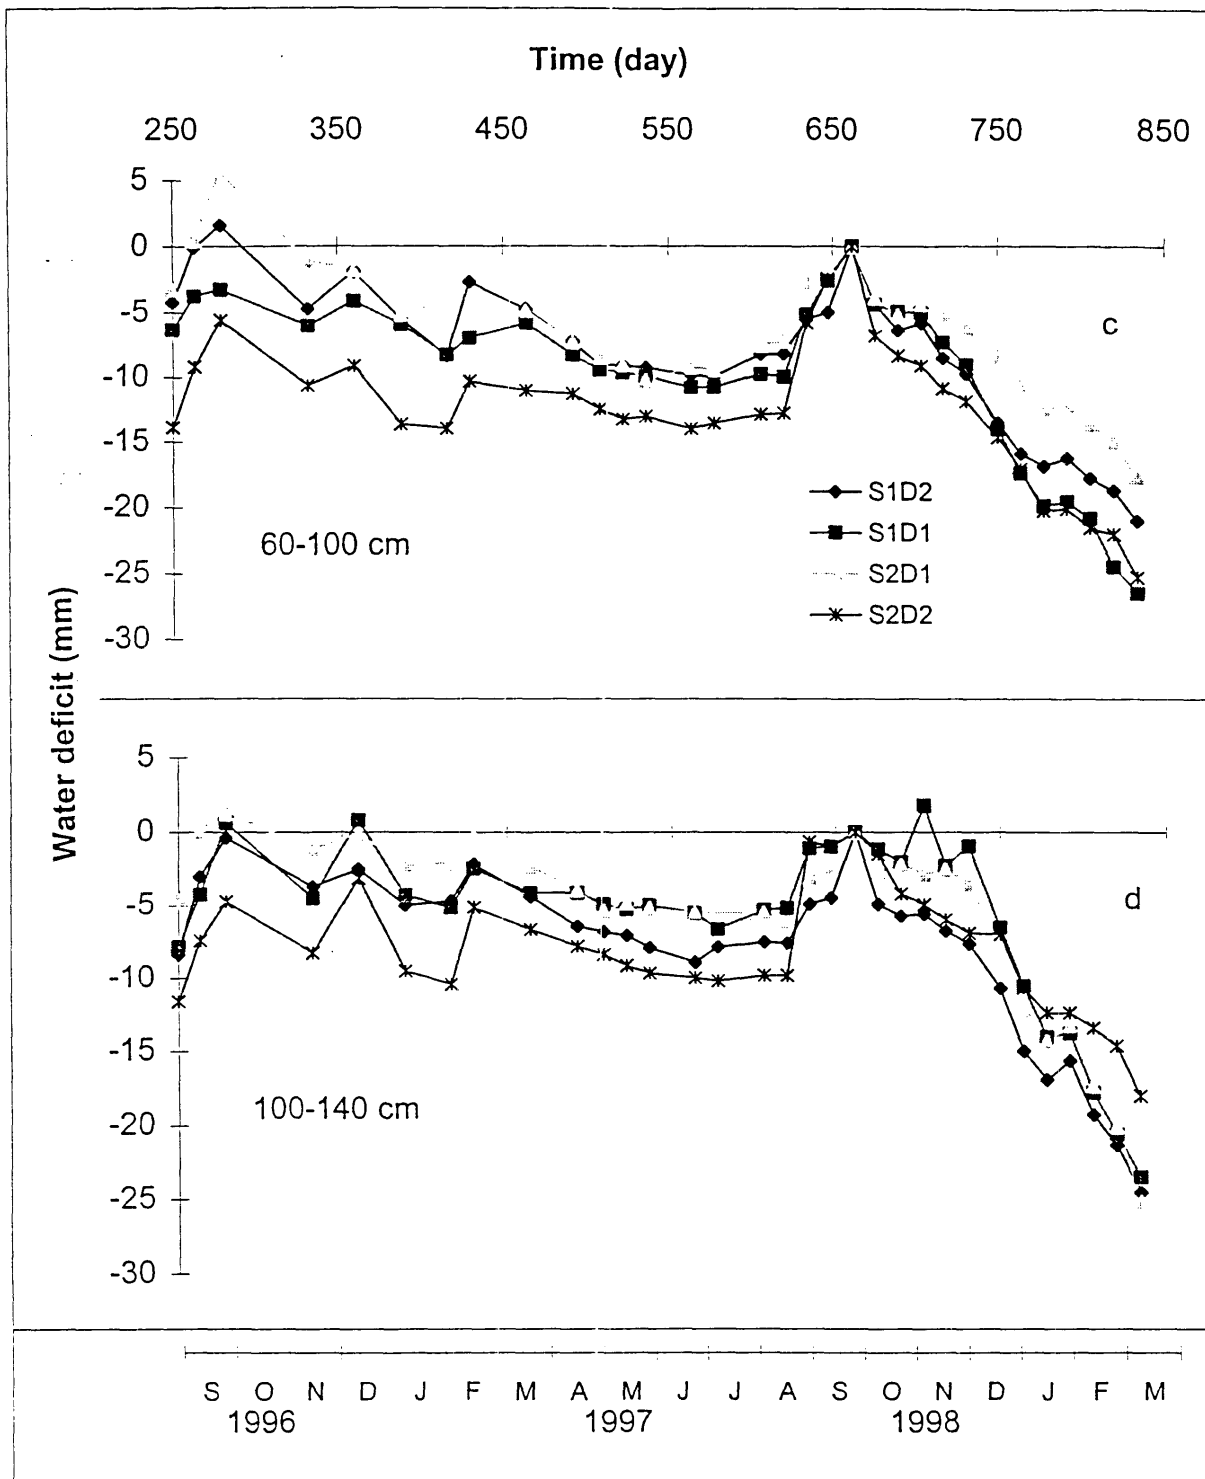 Time (day)
250 350 450 550 650 750 850
5
0
-5
-10
-15
-20
-25
-30
c
S1D2
S1D1
S2D1
S2D2
60-100 cm
Water deficit (mm)
5
0
-5
-10
-15
-20
-25
-30
d
100-140 cm
S O N D J F M A M J J A S O N D J F M
1996 1997 1998